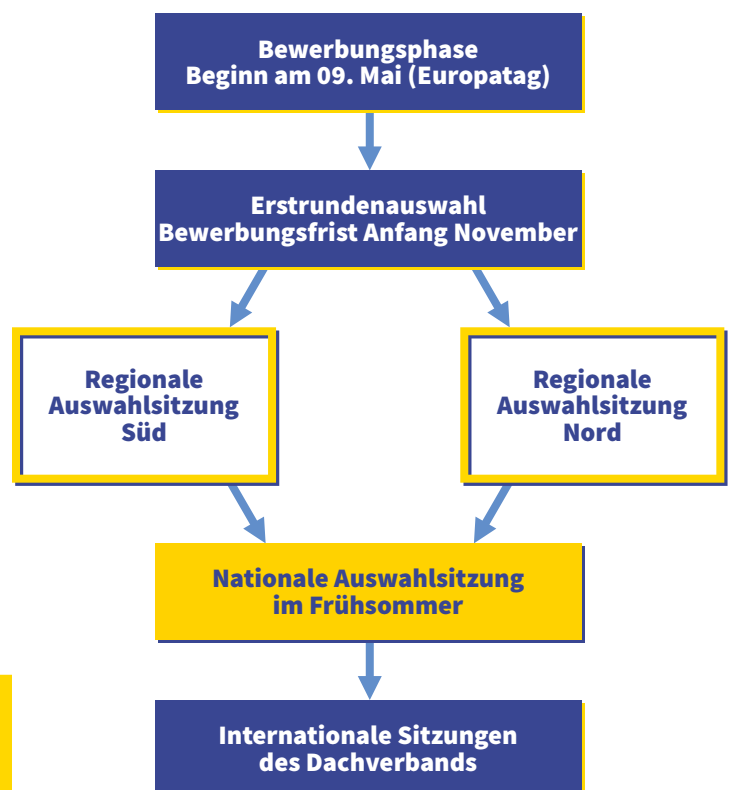 Bewerbungsphase
Beginn am 09. Mai (Europatag)
Erstrundenauswahl
Bewerbungsfrist Anfang November
Regionale
Auswahlsitzung
Süd
Regionale
Auswahlsitzung
Nord
Nationale Auswahlsitzung
im Frühsommer
Internationale Sitzungen
des Dachverbands